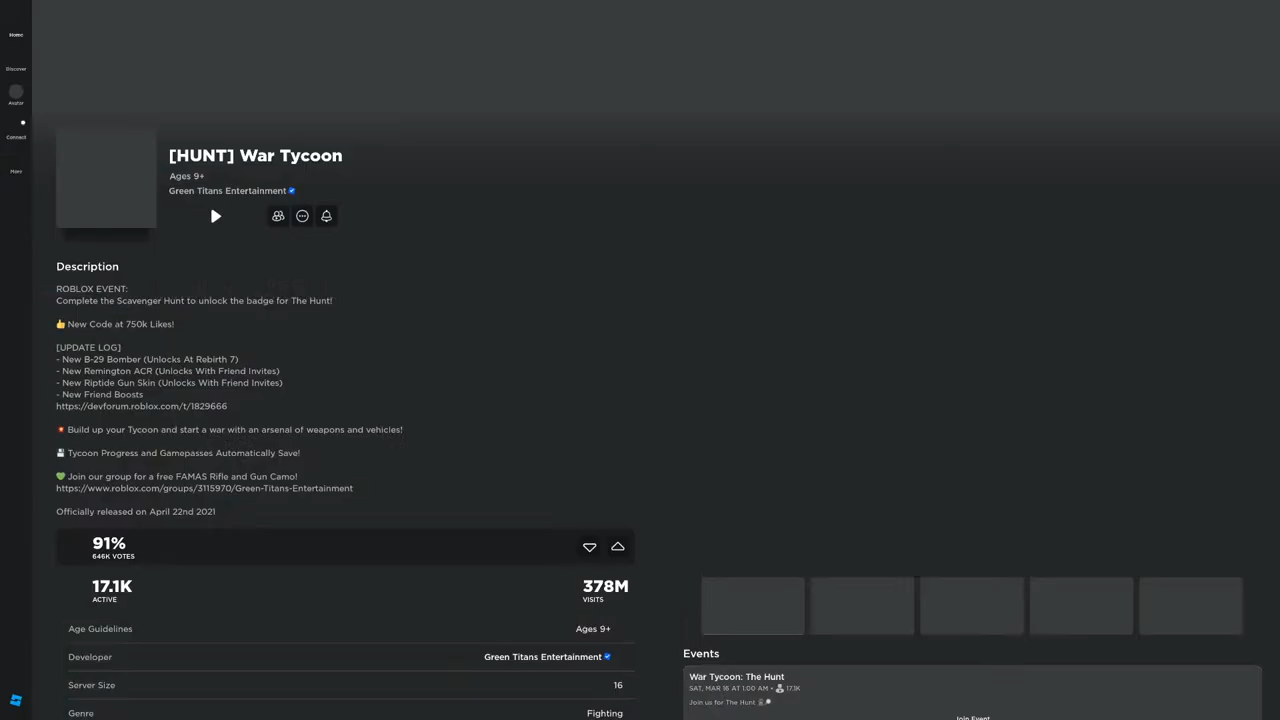 Home
Discover
Avatar
Connect
More
[HUNT] War Tycoon
Ages 9+
Green Titans Entertainment
Description
ROBLOX EVENT:
Complete the Scavenger Hunt to unlock the badge for The Hunt!
👍 New Code at 750k Likes!
[UPDATE LOG]
- New B-29 Bomber (Unlocks At Rebirth 7)
- New Remington ACR (Unlocks With Friend Invites)
- New Riptide Gun Skin (Unlocks With Friend Invites)
- New Friend Boosts
https://devforum.roblox.com/t/1829666
💥 Build up your Tycoon and start a war with an arsenal of weapons and vehicles!
💾 Tycoon Progress and Gamepasses Automatically Save!
💚 Join our group for a free FAMAS Rifle and Gun Camo!
https://www.roblox.com/groups/3115970/Green-Titans-Entertainment
Officially released on April 22nd 2021
91%
646K VOTES
17.1K
ACTIVE
378M
VISITS
Age Guidelines Ages 9+
Developer Green Titans Entertainment
Server Size 16
Genre Fighting
Events
War Tycoon: The Hunt
SAT, MAR 16 AT 1:00 AM • 17.1K
Join us for The Hunt
Join Event